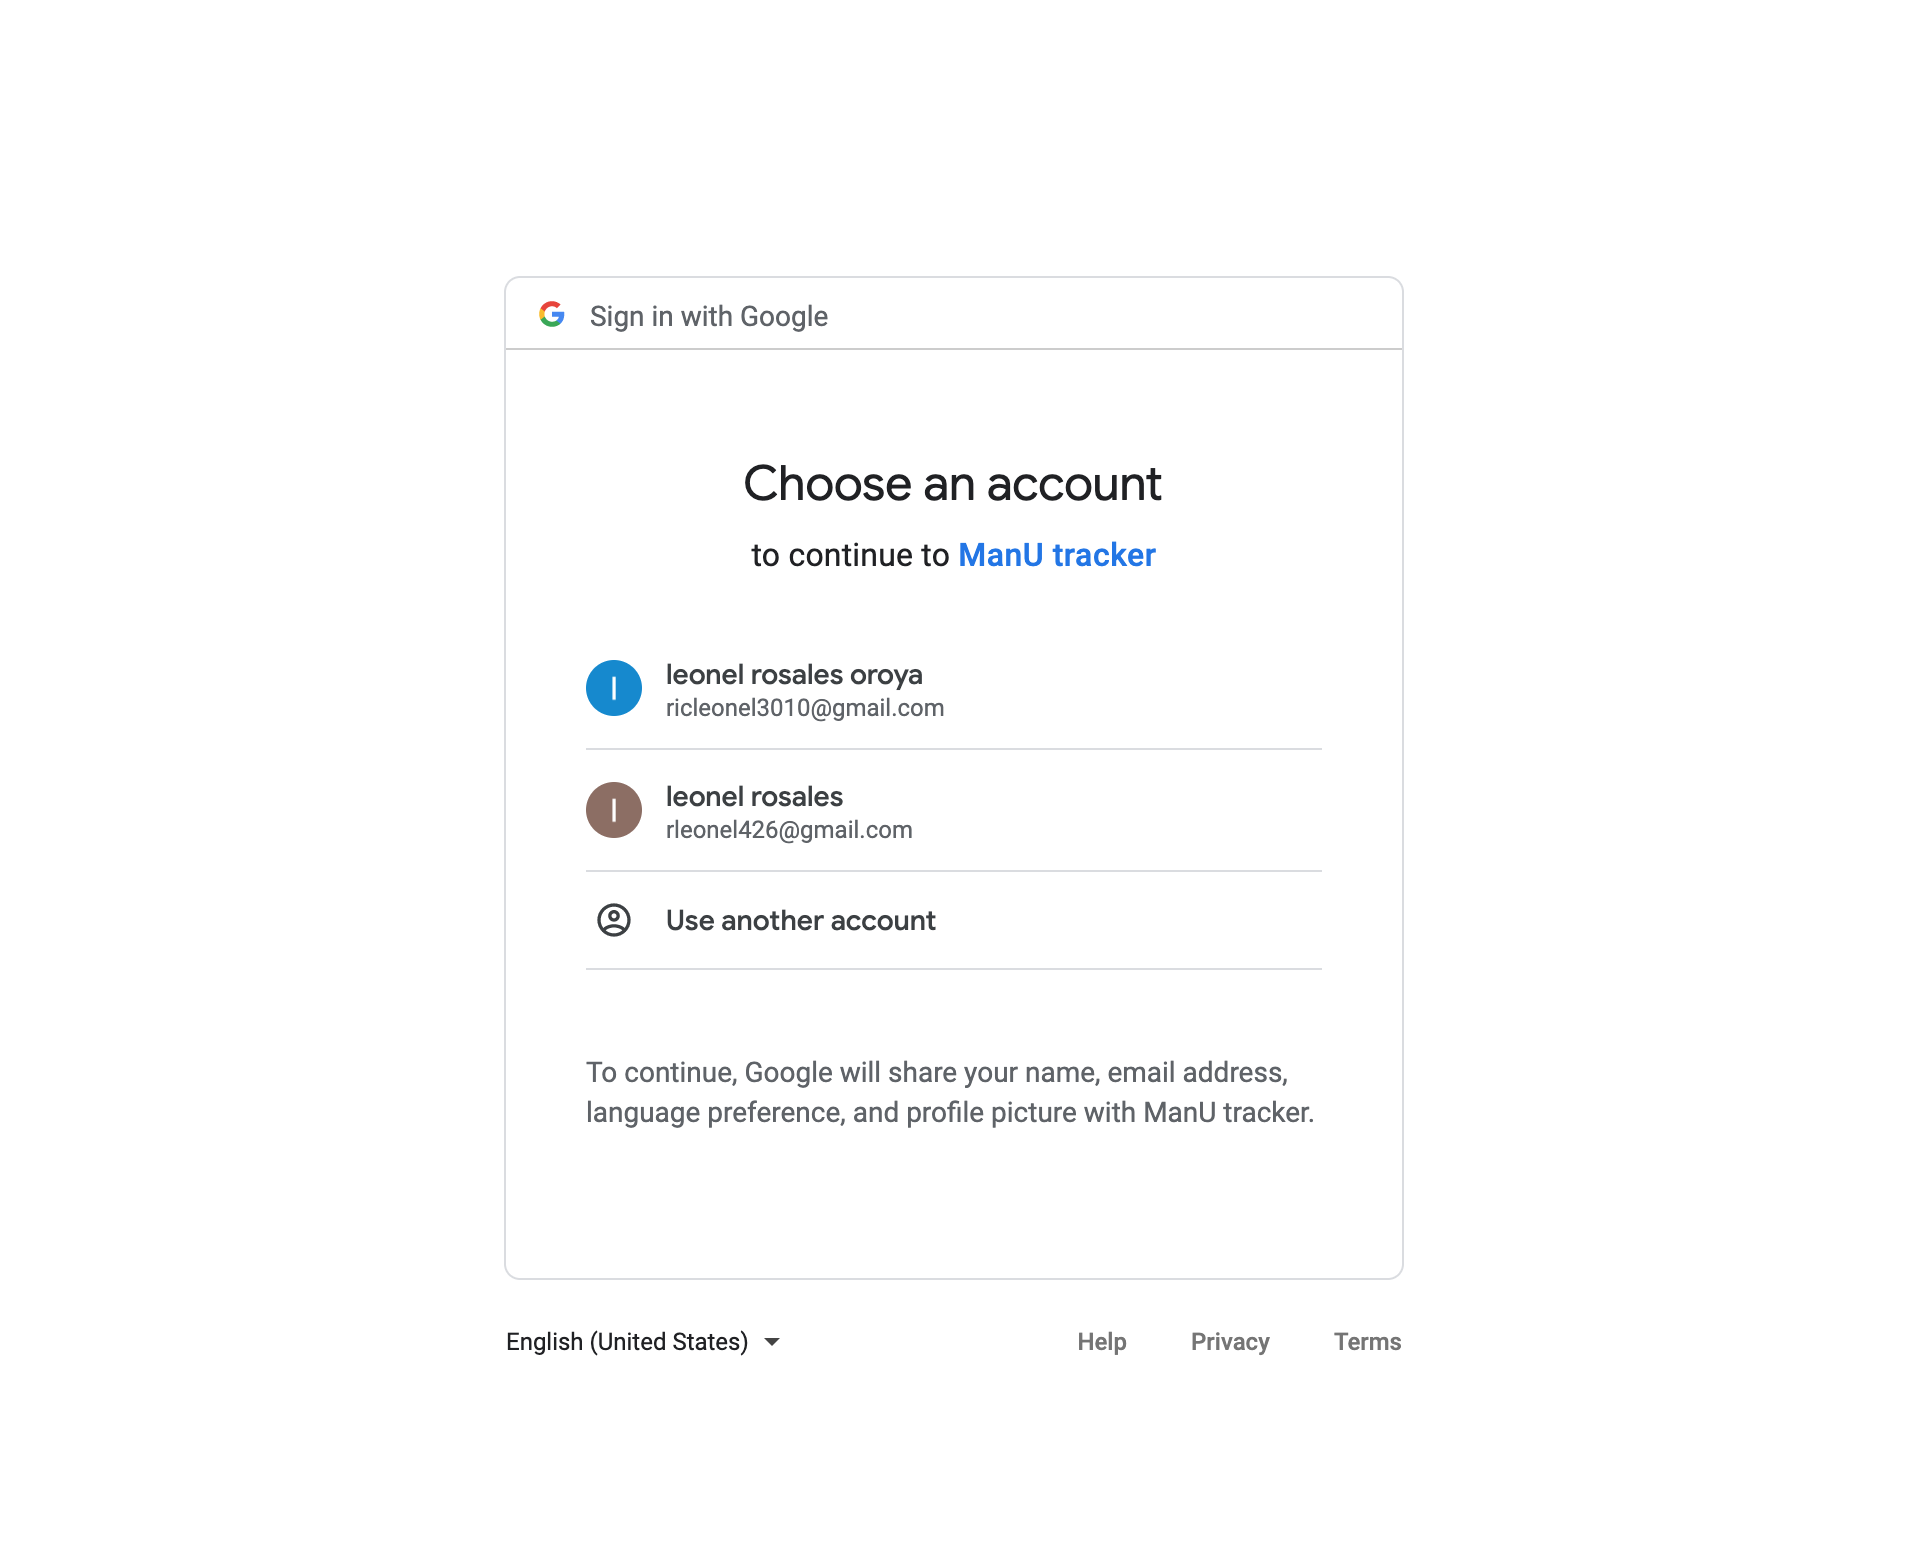 Sign in with Google
Choose an account
to continue to ManU tracker
l
leonel rosales oroya
ricleonel3010@gmail.com
l
leonel rosales
rleonel426@gmail.com
Use another account
To continue, Google will share your name, email address,
language preference, and profile picture with ManU tracker.
English (United States)
Help Privacy Terms